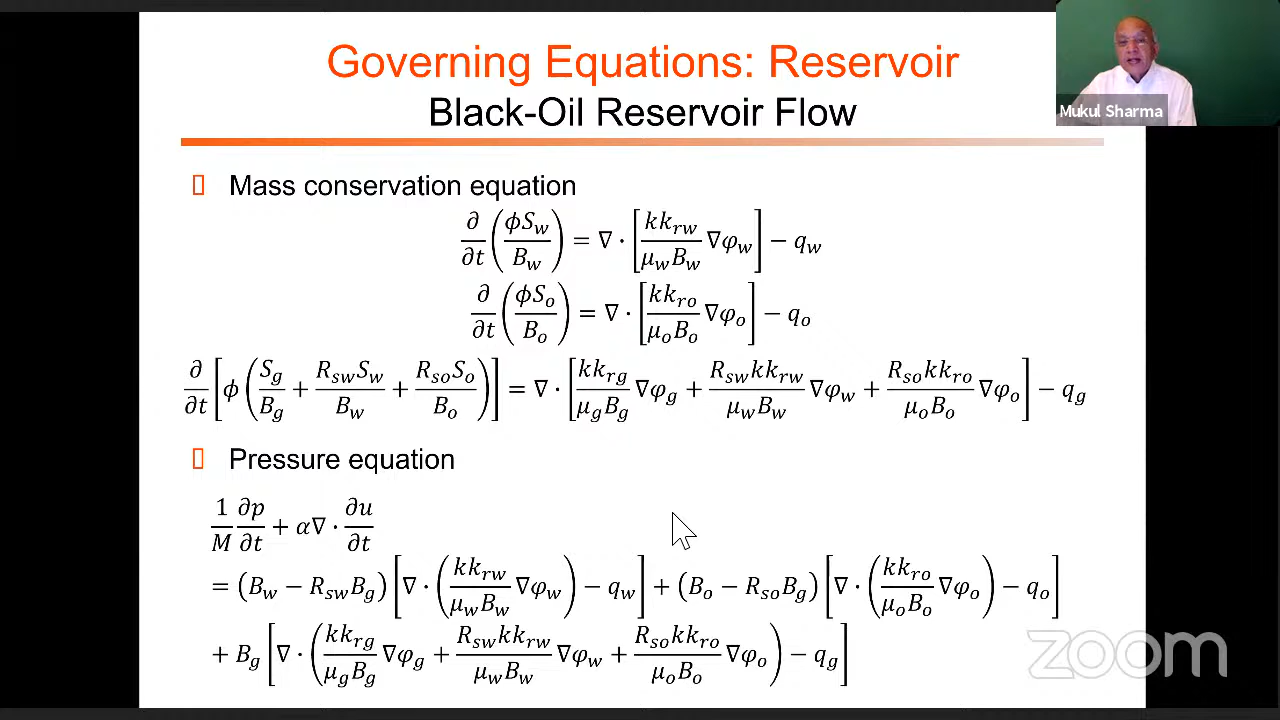 Governing Equations: Reservoir
Black-Oil Reservoir Flow
Mukul Sharma
Mass conservation equation
∂/∂t (ϕS_w/B_w) = ∇ · [kk_rw/(μ_w B_w) ∇φ_w] − q_w
∂/∂t (ϕS_o/B_o) = ∇ · [kk_ro/(μ_o B_o) ∇φ_o] − q_o
∂/∂t [ϕ (S_g/B_g + R_sw S_w/B_w + R_so S_o/B_o)] = ∇ · [kk_rg/(μ_g B_g) ∇φ_g + R_sw kk_rw/(μ_w B_w) ∇φ_w + R_so kk_ro/(μ_o B_o) ∇φ_o] − q_g
Pressure equation
1/M ∂p/∂t + α∇ · ∂u/∂t
= (B_w − R_sw B_g) [∇ · (kk_rw/(μ_w B_w) ∇φ_w) − q_w] + (B_o − R_so B_g) [∇ · (kk_ro/(μ_o B_o) ∇φ_o) − q_o]
+ B_g [∇ · (kk_rg/(μ_g B_g) ∇φ_g + R_sw kk_rw/(μ_w B_w) ∇φ_w + R_so kk_ro/(μ_o B_o) ∇φ_o) − q_g]
zoom